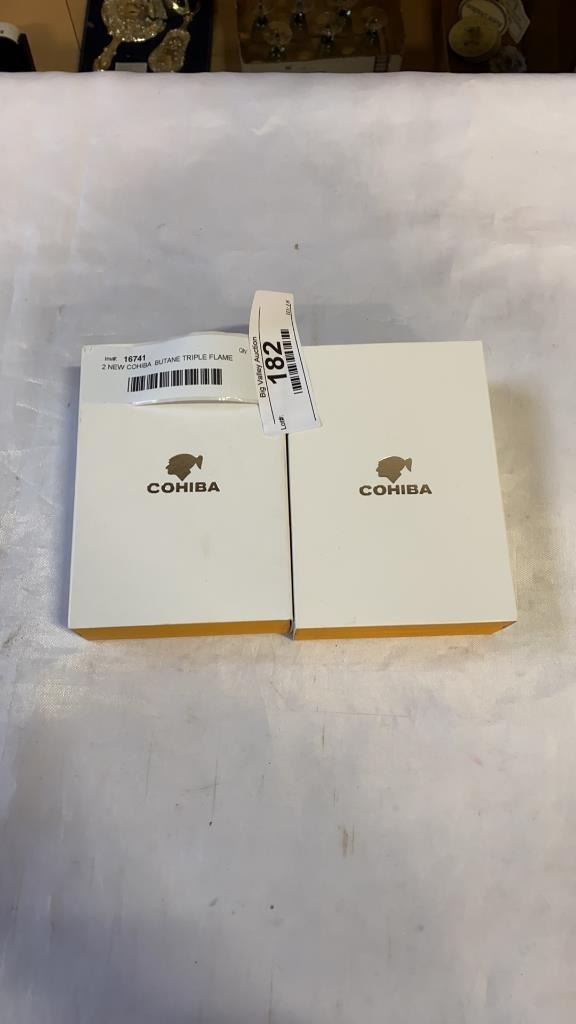 Inv#: 16741 Qty
2 NEW COHIBA BUTANE TRIPLE FLAME
Big Valley Auction
182
Lot#:
COHIBA
COHIBA